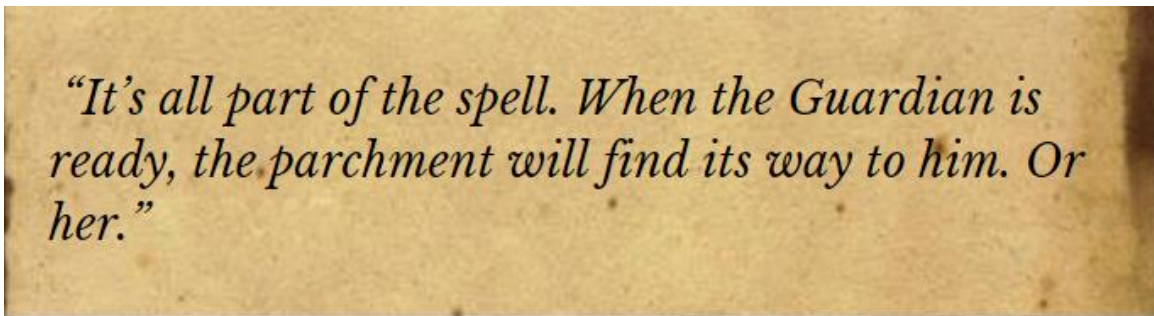 “It’s all part of the spell. When the Guardian is
ready, the parchment will find its way to him. Or
her.”